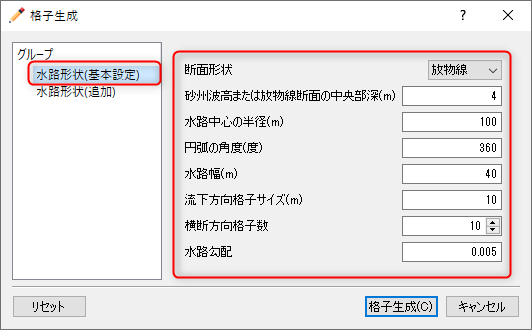 格子生成
?
グループ
水路形状(基本設定)
水路形状(追加)
断面形状 放物線
砂州波高または放物線断面の中央部深(m) 4
水路中心の半径(m) 100
円弧の角度(度) 360
水路幅(m) 40
流下方向格子サイズ(m) 10
横断方向格子数 10
水路勾配 0.005
リセット 格子生成(C) キャンセル